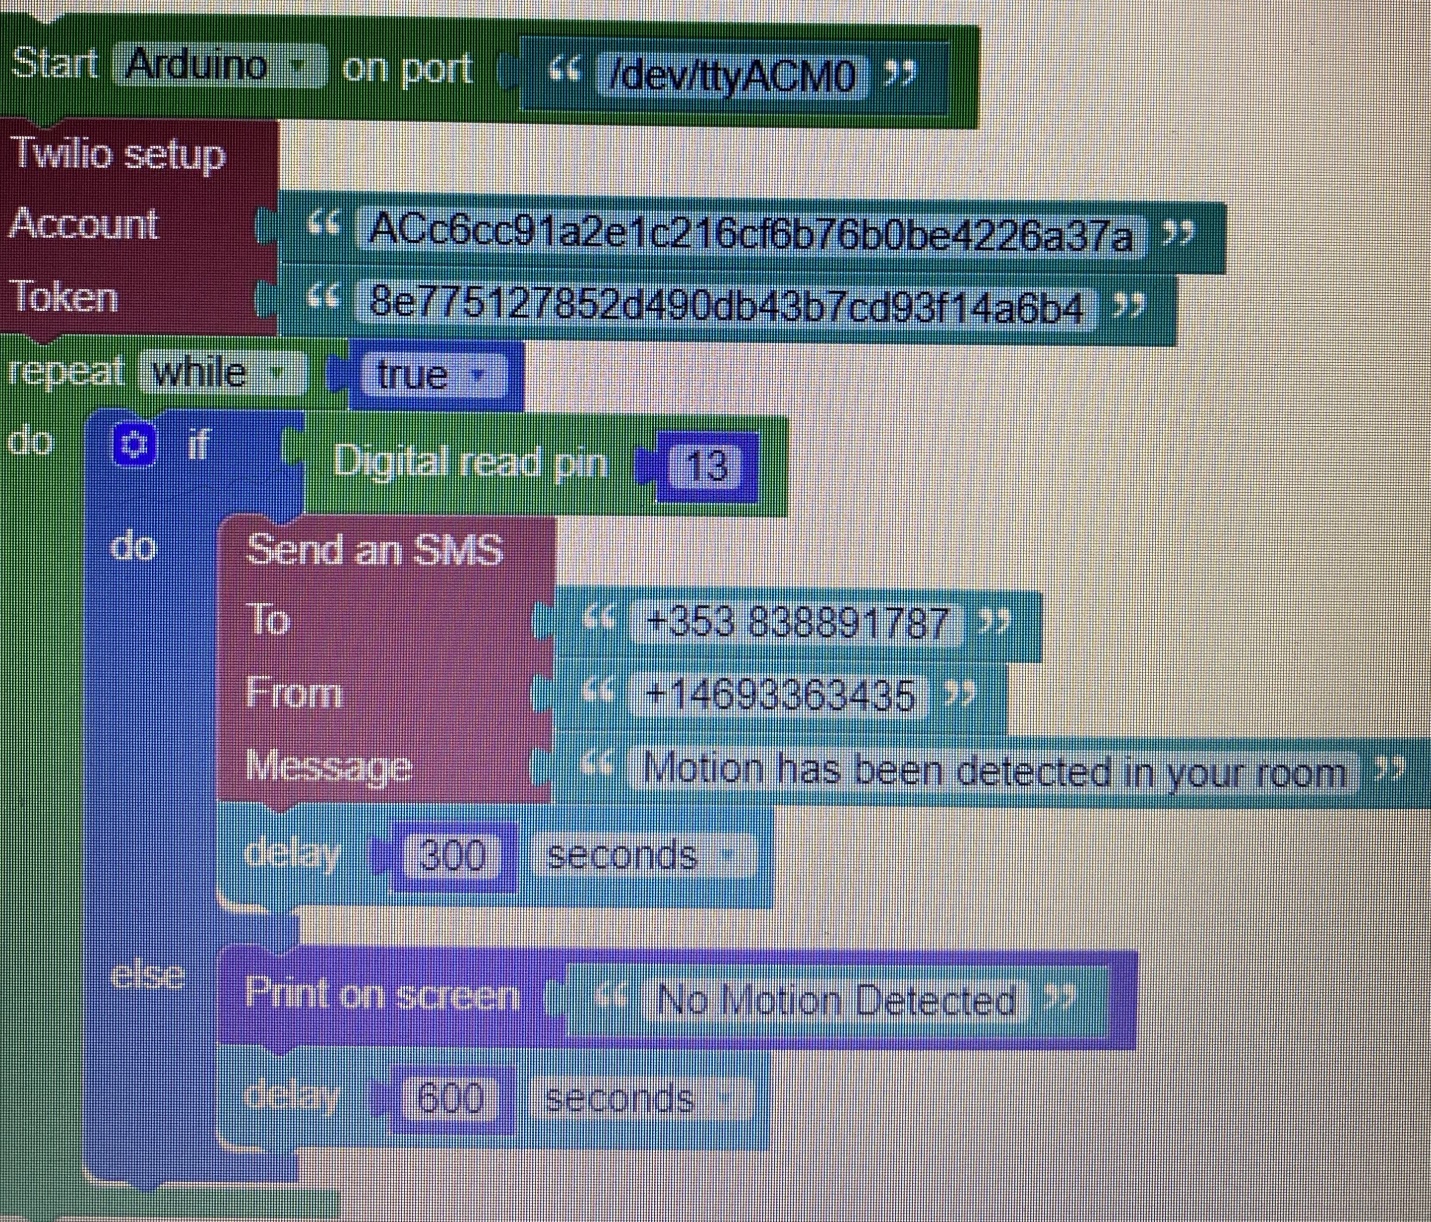 Start Arduino on port “ /dev/ttyACM0 ”
Twilio setup
Account “ ACc6cc91a2e1c216cf6b76b0be4226a37a ”
Token “ 8e775127852d490db43b7cd93f14a6b4 ”
repeat while true
do if Digital read pin 13
do Send an SMS
To “ +353 838891787 ”
From “ +14693363435 ”
Message “ Motion has been detected in your room ”
delay 300 seconds
else Print on screen “ No Motion Detected ”
delay 600 seconds